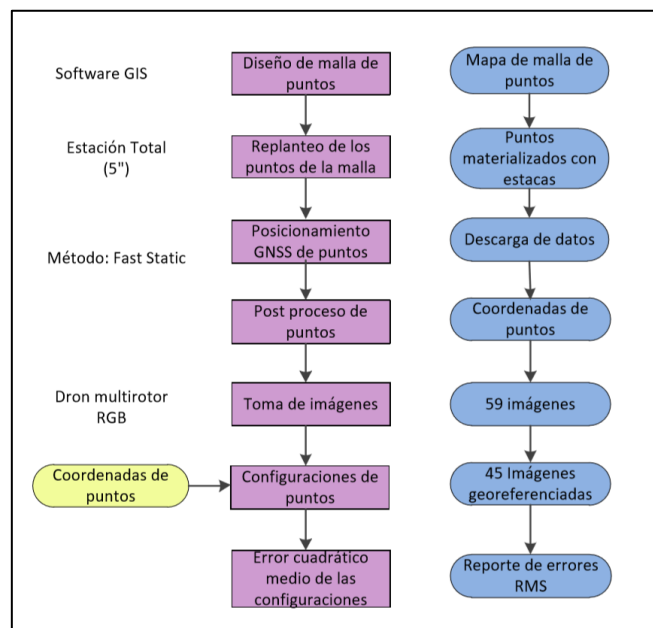 Software GIS
Diseño de malla de
puntos
Mapa de malla de
puntos
Estación Total
(5")
Replanteo de los
puntos de la malla
Puntos
materializados con
estacas
Método: Fast Static
Posicionamiento
GNSS de puntos
Descarga de datos
Post proceso de
puntos
Coordenadas de
puntos
Dron multirotor
RGB
Toma de imágenes
59 imágenes
Coordenadas de
puntos
Configuraciones de
puntos
45 Imágenes
georeferenciadas
Error cuadrático
medio de las
configuraciones
Reporte de errores
RMS